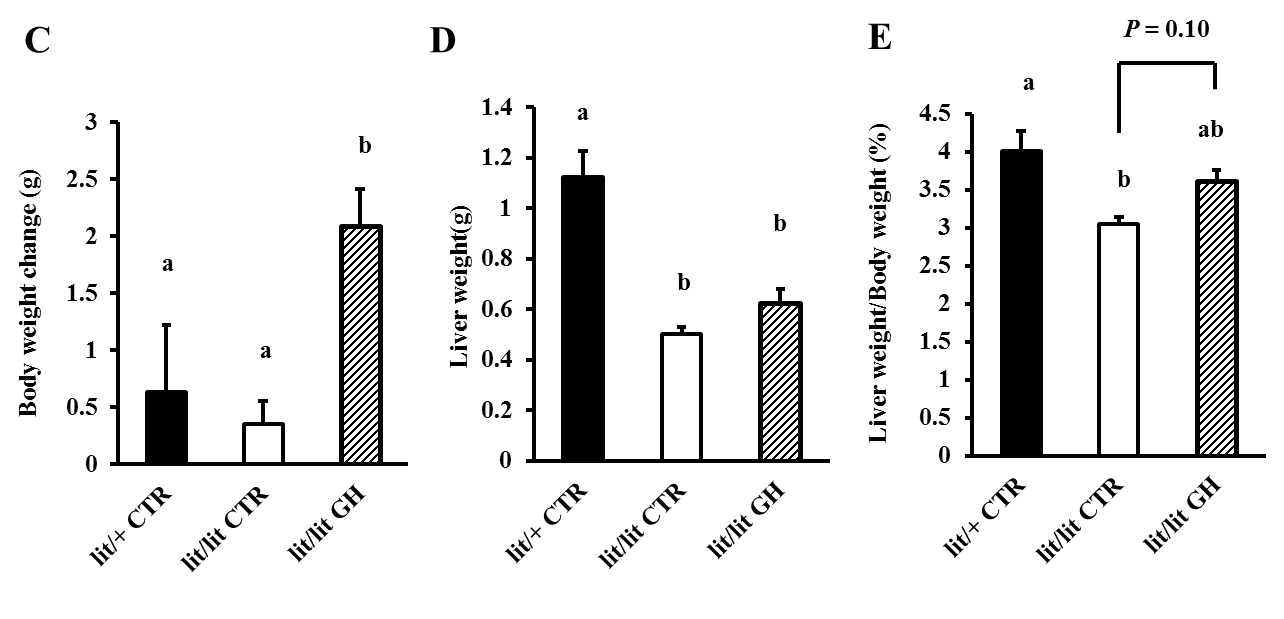 C
Body weight change (g)
3
2.5
2
1.5
1
0.5
0
a
a
b
lit/+ CTR
lit/lit CTR
lit/lit GH
D
Liver weight(g)
1.4
1.2
1
0.8
0.6
0.4
0.2
0
a
b
b
lit/+ CTR
lit/lit CTR
lit/lit GH
E
P = 0.10
Liver weight/Body weight (%)
4.5
4
3.5
3
2.5
2
1.5
1
0.5
0
a
b
ab
lit/+ CTR
lit/lit CTR
lit/lit GH